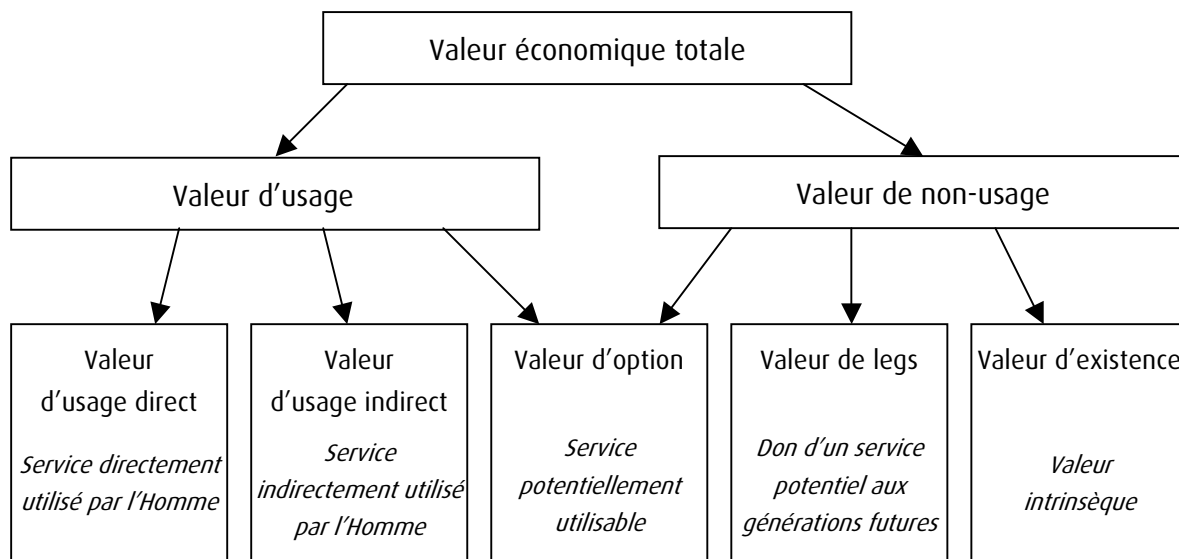 Valeur économique totale
Valeur d'usage
Valeur de non-usage
Valeur
d'usage direct
Service directement
utilisé par l'Homme
Valeur
d'usage indirect
Service
indirectement utilisé
par l'Homme
Valeur d'option
Service
potentiellement
utilisable
Valeur de legs
Don d'un service
potentiel aux
générations futures
Valeur d'existence
Valeur
intrinsèque